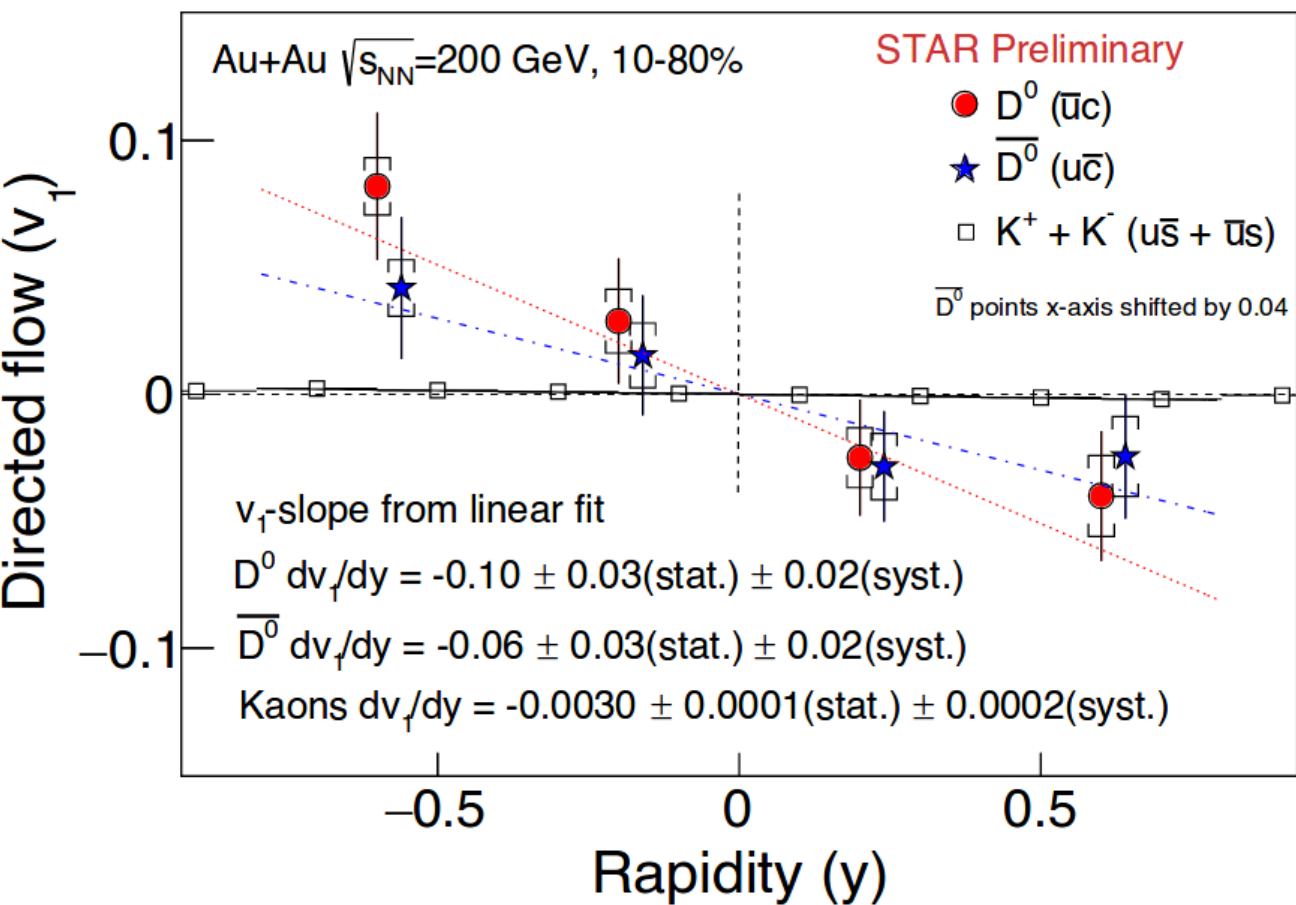 Au+Au √sNN=200 GeV, 10-80%
STAR Preliminary
D⁰ (u̅c)
D̅⁰ (uc̅)
K⁺ + K⁻ (us̅ + u̅s)
D̅⁰ points x-axis shifted by 0.04
Directed flow (v₁)
0.1
0
−0.1
v₁-slope from linear fit
D⁰ dv₁/dy = -0.10 ± 0.03(stat.) ± 0.02(syst.)
D̅⁰ dv₁/dy = -0.06 ± 0.03(stat.) ± 0.02(syst.)
Kaons dv₁/dy = -0.0030 ± 0.0001(stat.) ± 0.0002(syst.)
−0.5 0 0.5
Rapidity (y)